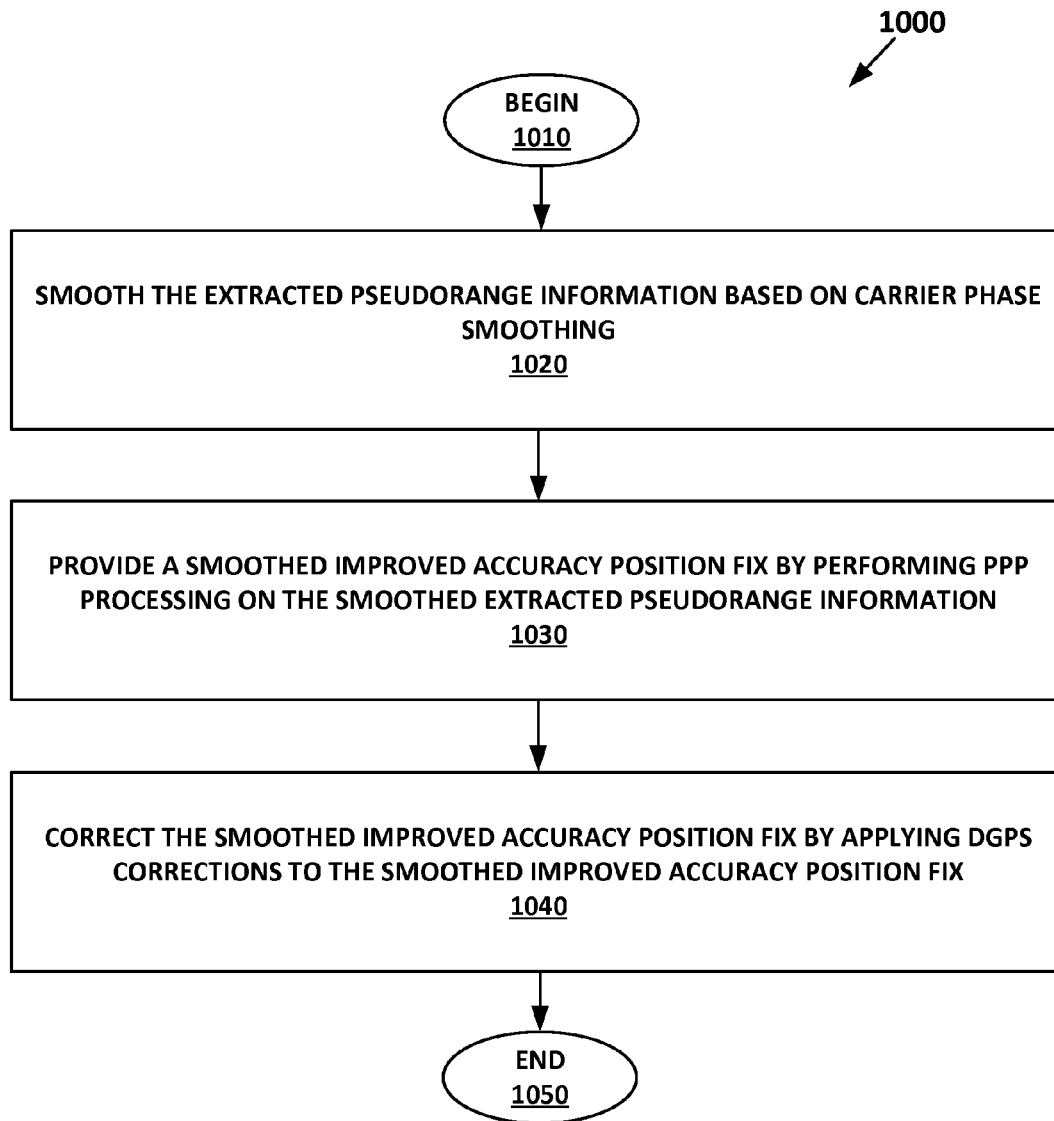 1000
BEGIN
1010
SMOOTH THE EXTRACTED PSEUDORANGE INFORMATION BASED ON CARRIER PHASE
SMOOTHING
1020
PROVIDE A SMOOTHED IMPROVED ACCURACY POSITION FIX BY PERFORMING PPP
PROCESSING ON THE SMOOTHED EXTRACTED PSEUDORANGE INFORMATION
1030
CORRECT THE SMOOTHED IMPROVED ACCURACY POSITION FIX BY APPLYING DGPS
CORRECTIONS TO THE SMOOTHED IMPROVED ACCURACY POSITION FIX
1040
END
1050